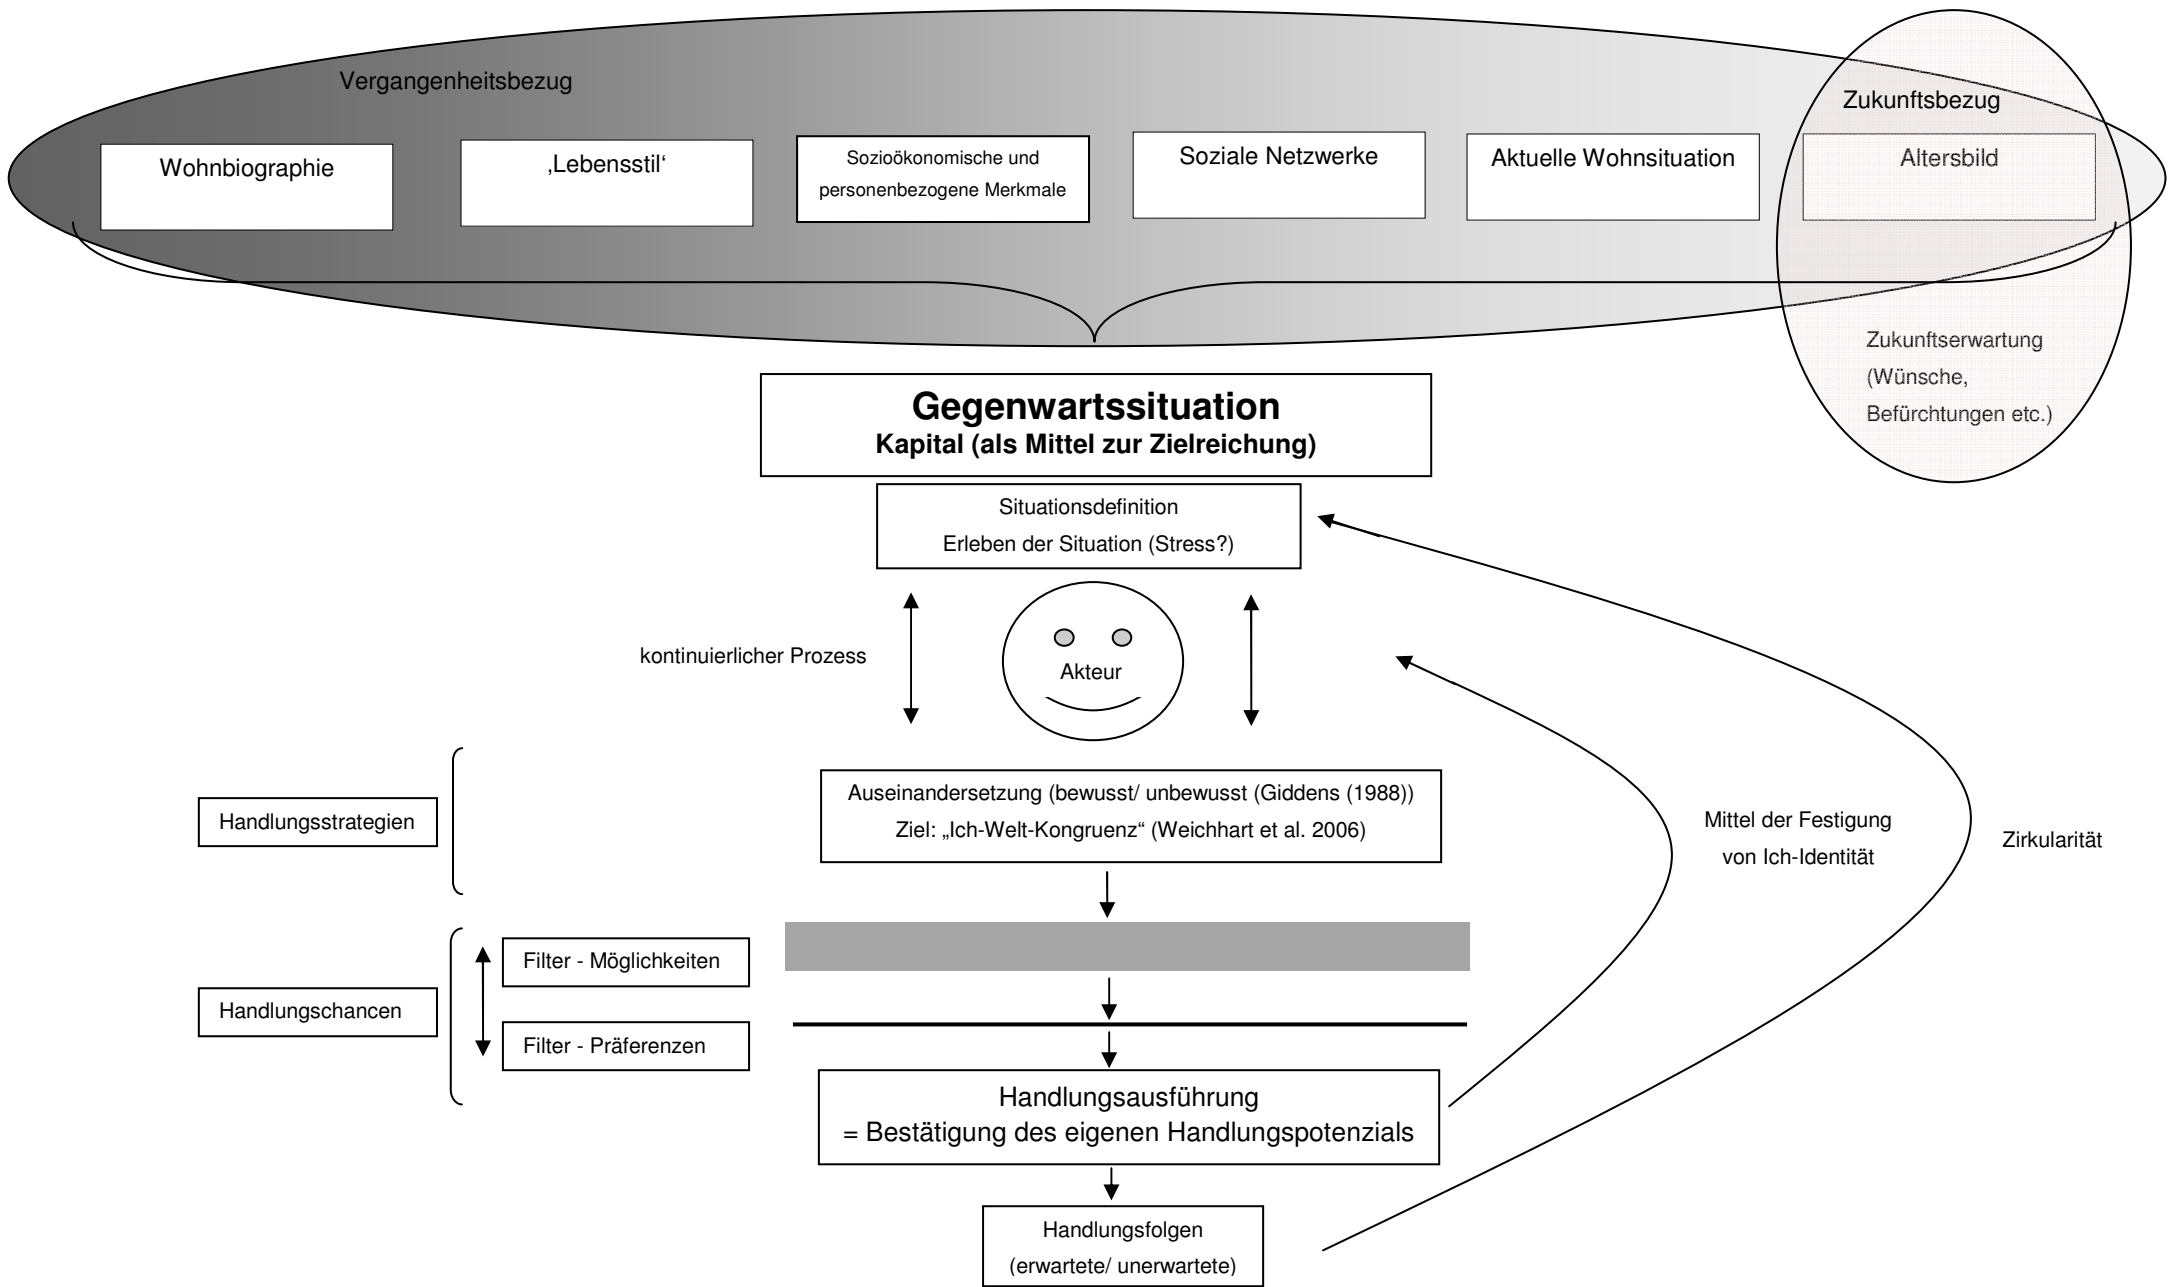 Vergangenheitsbezug
Zukunftsbezug
Wohnbiographie
‚Lebensstil‘
Sozioökonomische und
personenbezogene Merkmale
Soziale Netzwerke
Aktuelle Wohnsituation
Altersbild
Zukunftserwartung
(Wünsche,
Befürchtungen etc.)
Gegenwartssituation
Kapital (als Mittel zur Zielreichung)
Situationsdefinition
Erleben der Situation (Stress?)
kontinuierlicher Prozess
Akteur
Handlungsstrategien
Auseinandersetzung (bewusst/ unbewusst (Giddens (1988))
Ziel: „Ich-Welt-Kongruenz“ (Weichhart et al. 2006)
Mittel der Festigung
von Ich-Identität
Zirkularität
Filter - Möglichkeiten
Handlungschancen
Filter - Präferenzen
Handlungsausführung
= Bestätigung des eigenen Handlungspotenzials
Handlungsfolgen
(erwartete/ unerwartete)